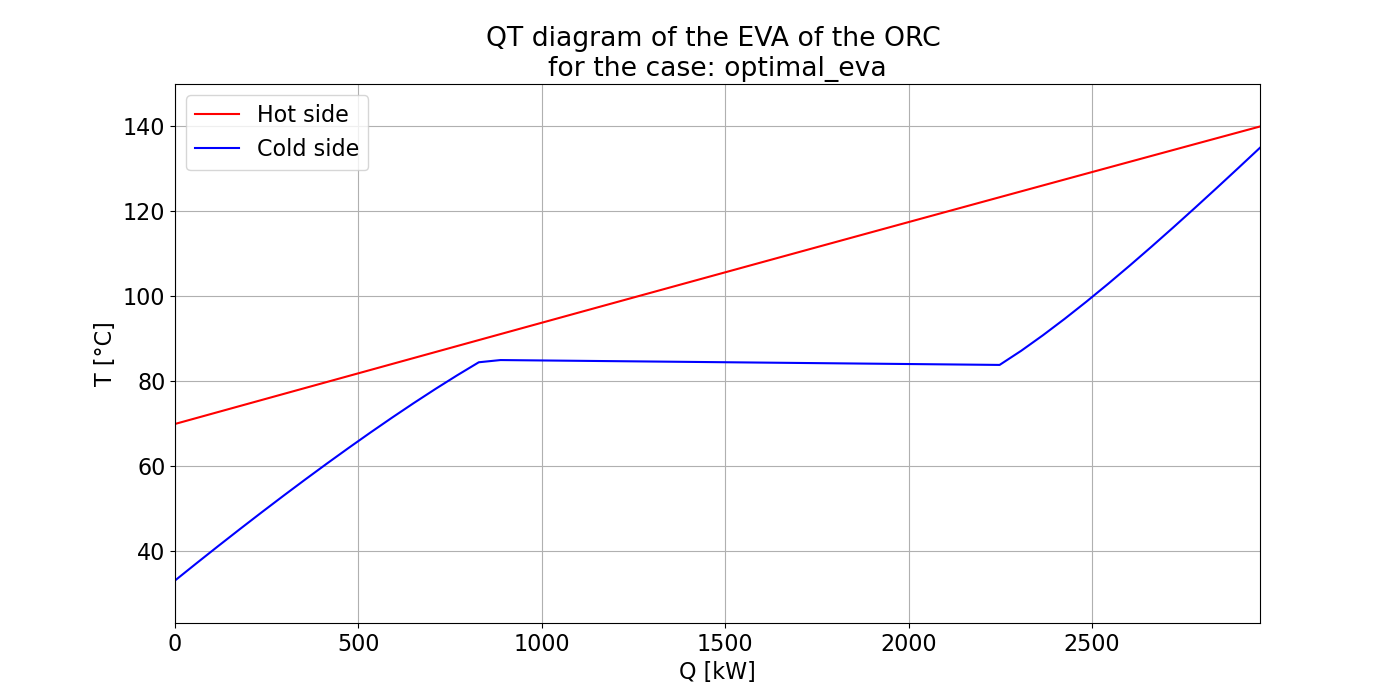 QT diagram of the EVA of the ORC
for the case: optimal_eva
Hot side
Cold side
T [°C]
140
120
100
80
60
40
0
500
1000
1500
2000
2500
Q [kW]